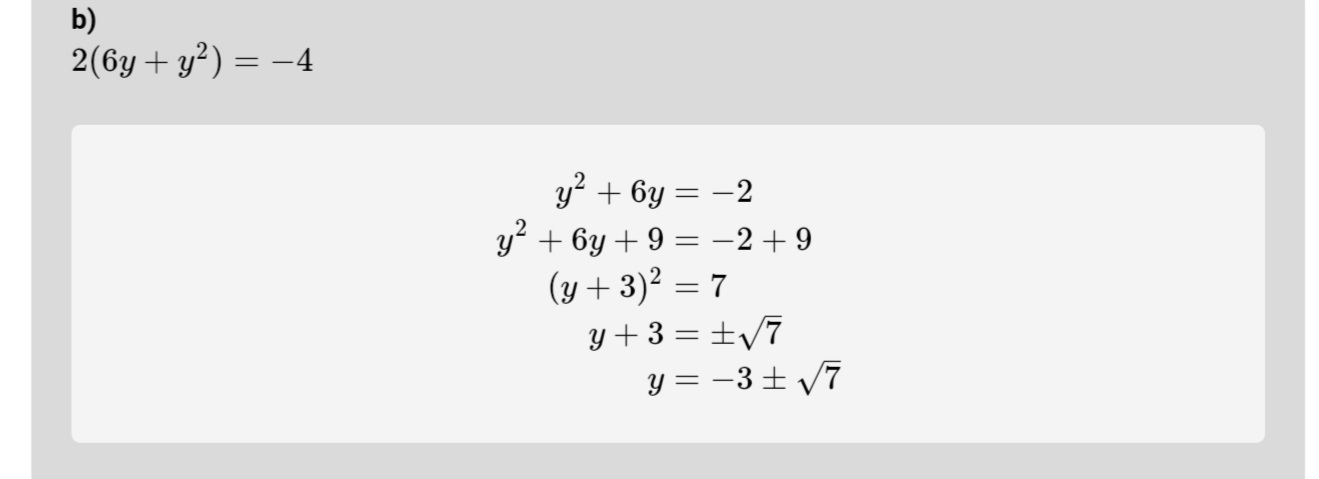 b)
2(6y + y²) = −4
y² + 6y = −2
y² + 6y + 9 = −2 + 9
(y + 3)² = 7
y + 3 = ±√7
y = −3 ± √7